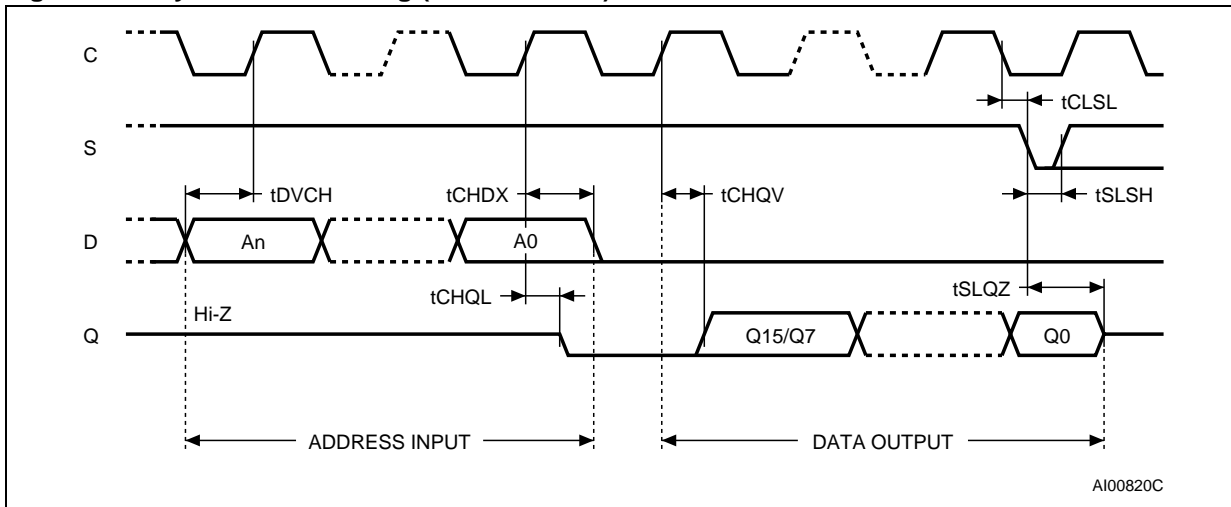 C
tCLSL
S
tDVCH
tCHDX
tCHQV
tSLSH
D
An
A0
tCHQL
tSLQZ
Hi-Z
Q
Q15/Q7
Q0
ADDRESS INPUT
DATA OUTPUT
AI00820C